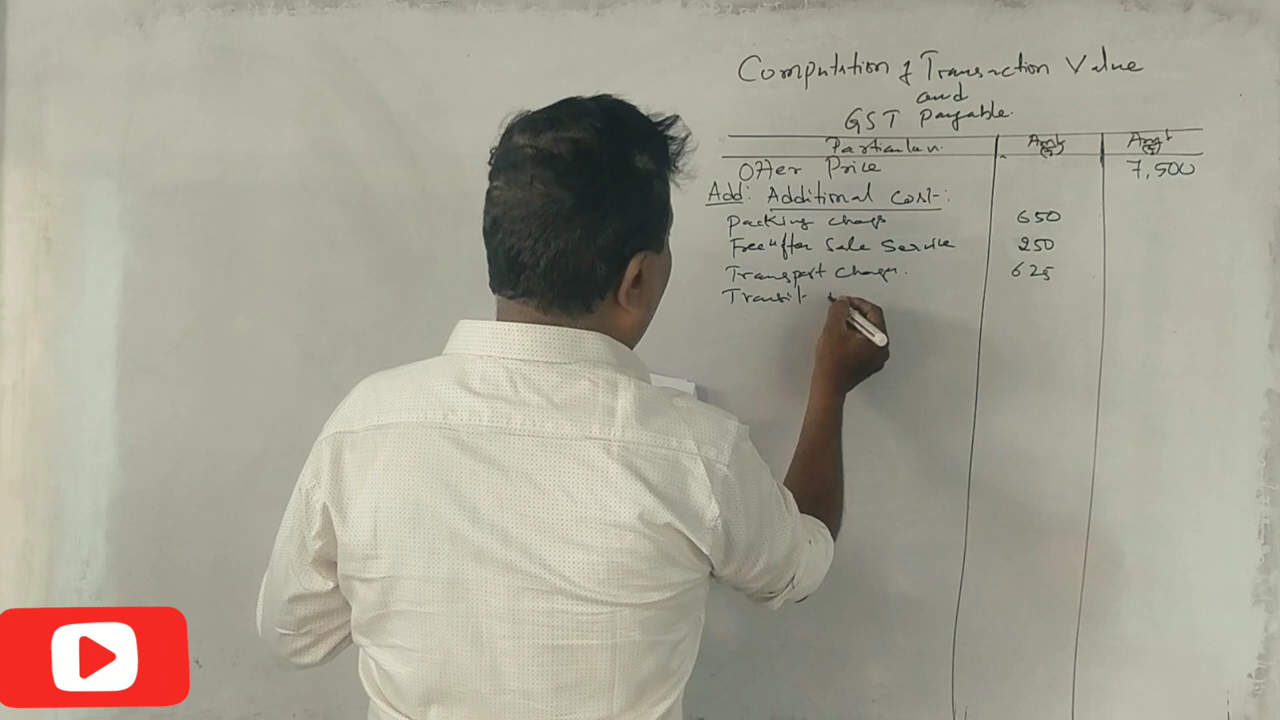 Computation of Transaction Value
and
GST Payable.
Particulars Amt (₹) Amt (₹)
Offer Price 7,500
Add: Additional Cost:
Packing charge 650
Free after Sale Service 250
Transport charges. 625
Transit